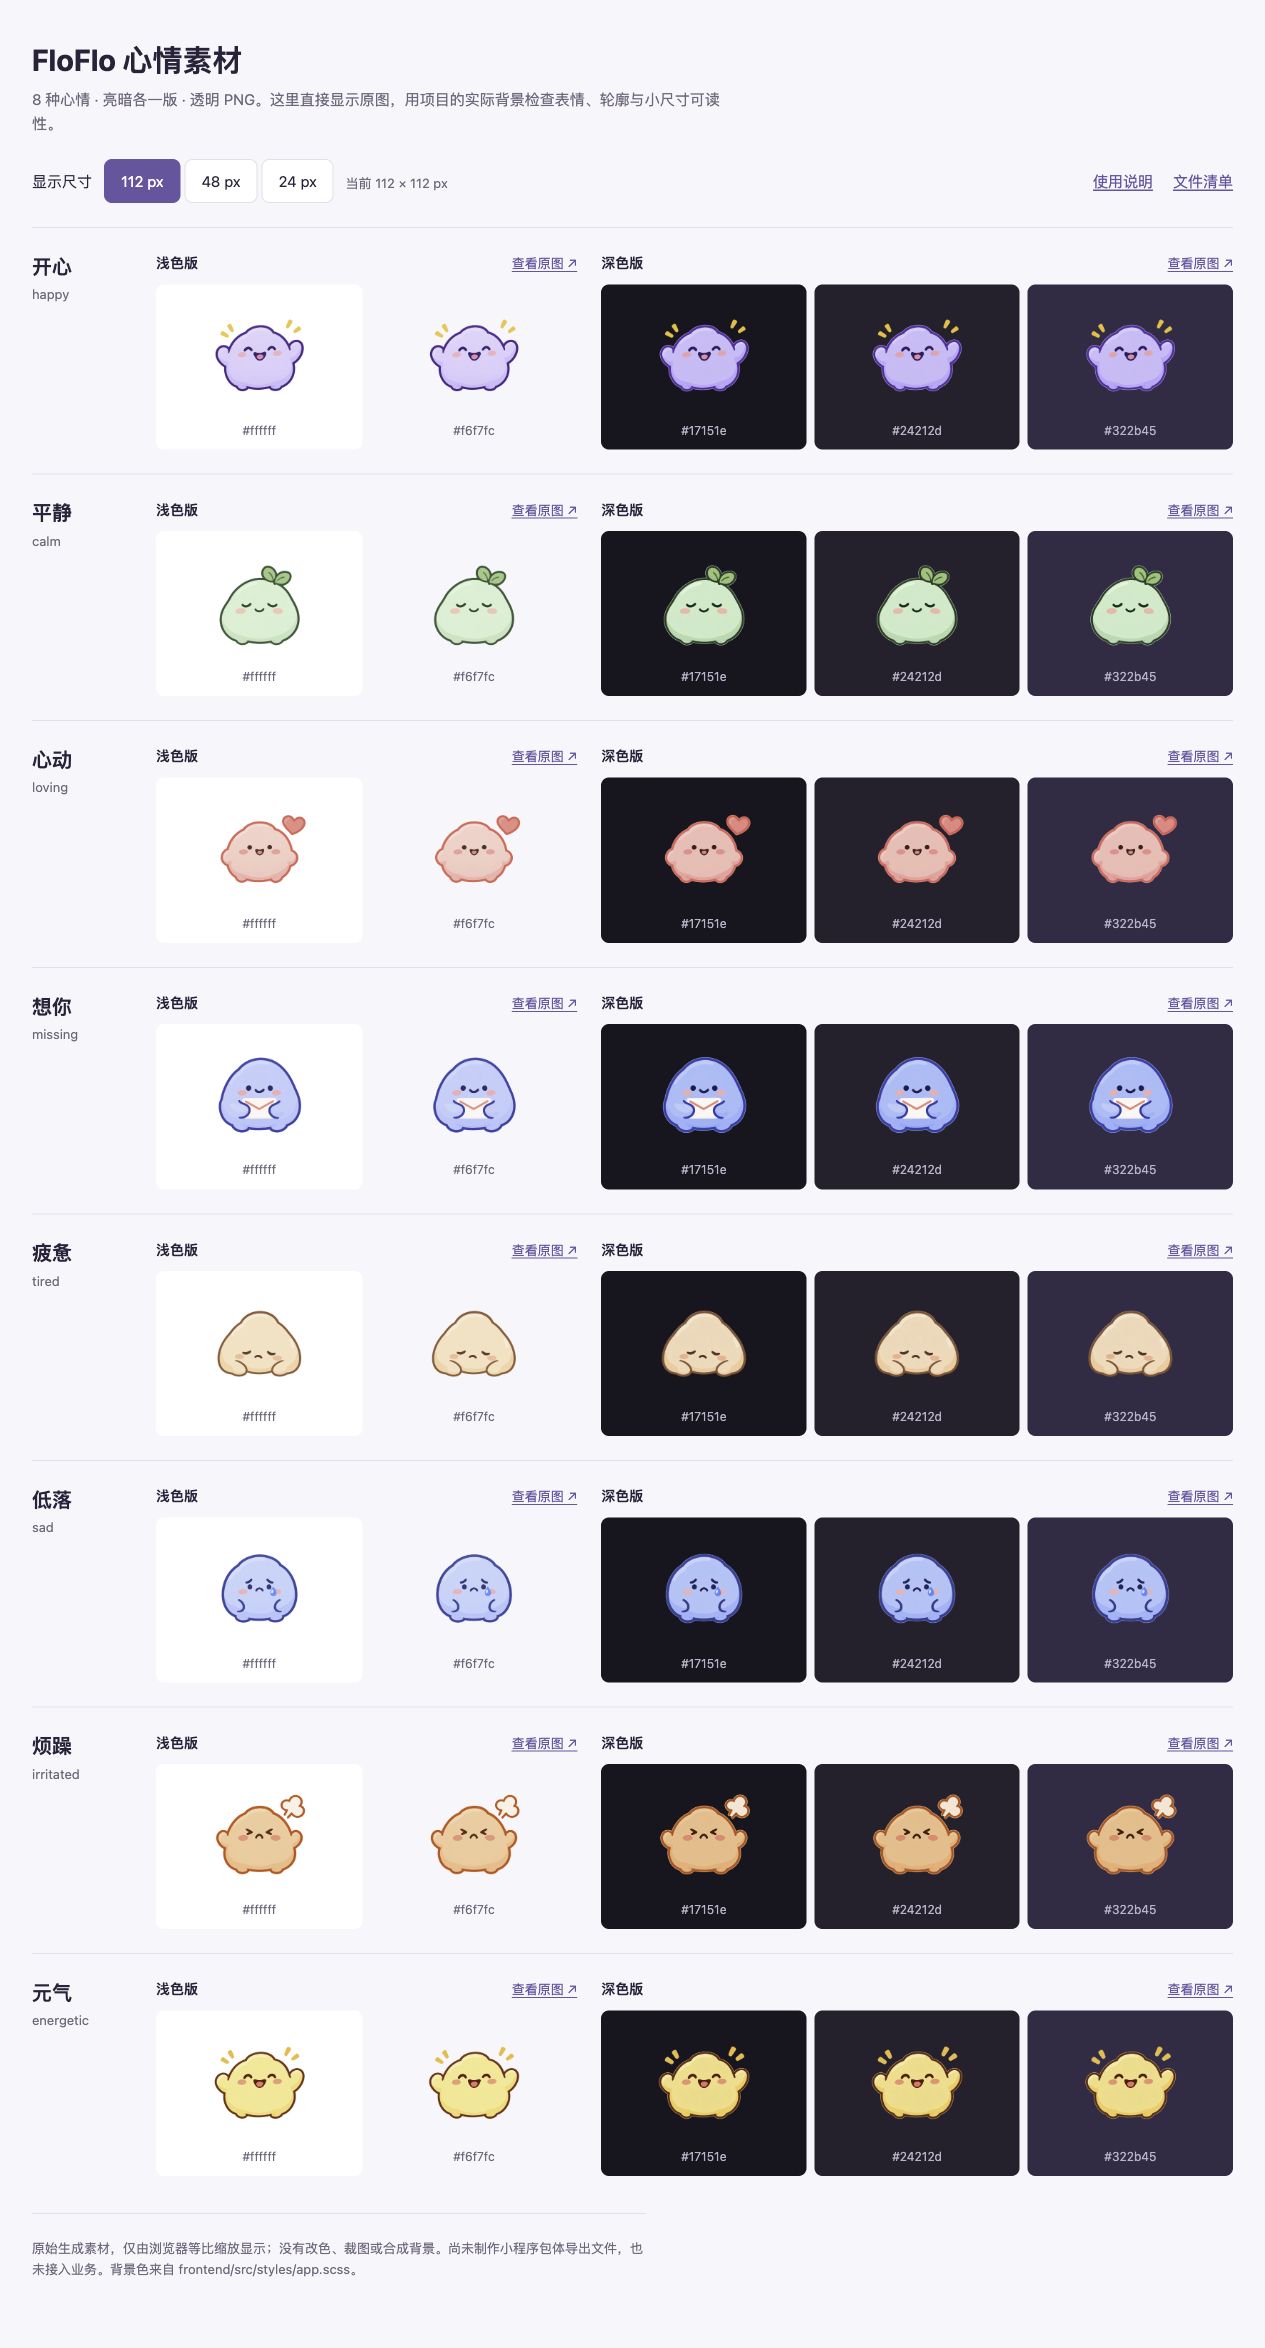 FloFlo 心情素材
8 种心情 · 亮暗各一版 · 透明 PNG。这里直接显示原图，用项目的实际背景检查表情、轮廓与小尺寸可读
性。
显示尺寸 112 px 48 px 24 px 当前 112 × 112 px 使用说明 文件清单
开心 浅色版 查看原图 ↗ 深色版 查看原图 ↗
happy
#ffffff #f6f7fc #17151e #24212d #322b45
平静 浅色版 查看原图 ↗ 深色版 查看原图 ↗
calm
#ffffff #f6f7fc #17151e #24212d #322b45
心动 浅色版 查看原图 ↗ 深色版 查看原图 ↗
loving
#ffffff #f6f7fc #17151e #24212d #322b45
想你 浅色版 查看原图 ↗ 深色版 查看原图 ↗
missing
#ffffff #f6f7fc #17151e #24212d #322b45
疲惫 浅色版 查看原图 ↗ 深色版 查看原图 ↗
tired
#ffffff #f6f7fc #17151e #24212d #322b45
低落 浅色版 查看原图 ↗ 深色版 查看原图 ↗
sad
#ffffff #f6f7fc #17151e #24212d #322b45
烦躁 浅色版 查看原图 ↗ 深色版 查看原图 ↗
irritated
#ffffff #f6f7fc #17151e #24212d #322b45
元气 浅色版 查看原图 ↗ 深色版 查看原图 ↗
energetic
#ffffff #f6f7fc #17151e #24212d #322b45
原始生成素材，仅由浏览器等比缩放显示；没有改色、裁图或合成背景。尚未制作小程序包体导出文件，也
未接入业务。背景色来自 frontend/src/styles/app.scss。